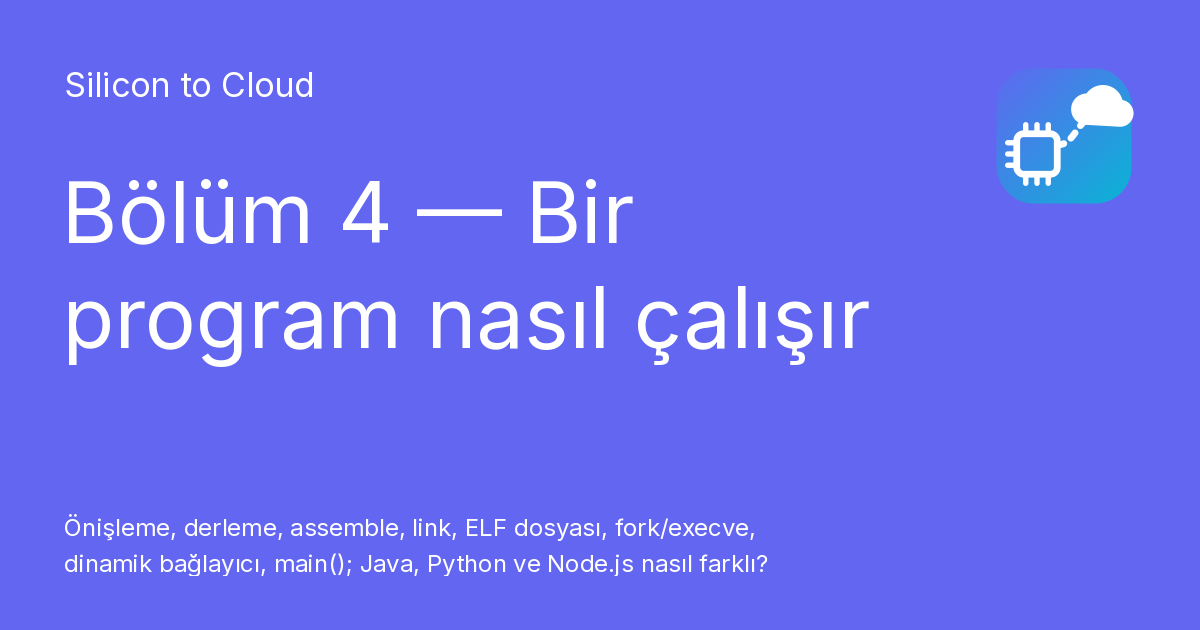 Silicon to Cloud
Bölüm 4 — Bir
program nasıl çalışır
Önişleme, derleme, assemble, link, ELF dosyası, fork/execve,
dinamik bağlayıcı, main(); Java, Python ve Node.js nasıl farklı?